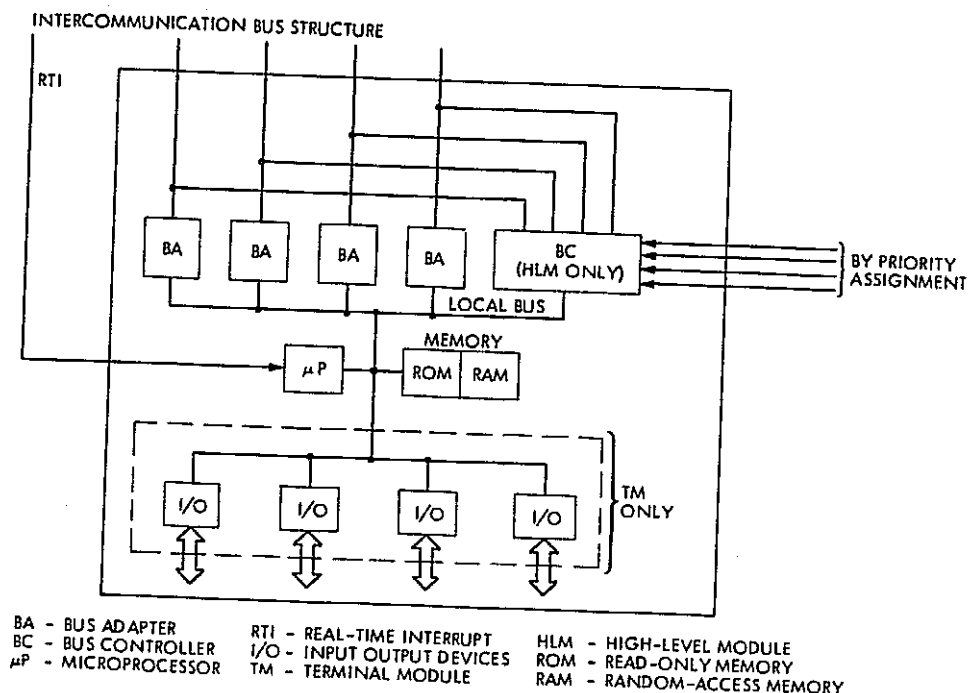 INTERCOMMUNICATION BUS STRUCTURE
RTI
BA
BA
BA
BA
BC
(HLM ONLY)
BY PRIORITY
ASSIGNMENT
LOCAL BUS
MEMORY
μP
ROM
RAM
I/O
I/O
I/O
I/O
TM
ONLY
BA - BUS ADAPTER
BC - BUS CONTROLLER
μP - MICROPROCESSOR
RTI - REAL-TIME INTERRUPT
I/O - INPUT OUTPUT DEVICES
TM - TERMINAL MODULE
HLM - HIGH-LEVEL MODULE
ROM - READ-ONLY MEMORY
RAM - RANDOM-ACCESS MEMORY